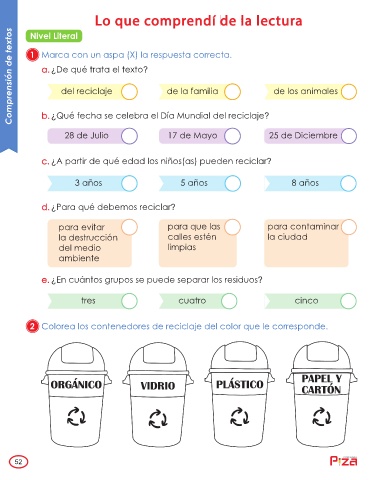 Comprensión de textos
Lo que comprendí de la lectura
Nivel Literal
1 Marca con un aspa (X) la respuesta correcta.
a. ¿De qué trata el texto?
del reciclaje
de la familia
de los animales
b. ¿Qué fecha se celebra el Día Mundial del reciclaje?
28 de Julio
17 de Mayo
25 de Diciembre
c. ¿A partir de qué edad los niños(as) pueden reciclar?
3 años
5 años
8 años
d. ¿Para qué debemos reciclar?
para evitar
la destrucción
del medio
ambiente
para que las
calles estén
limpias
para contaminar
la ciudad
e. ¿En cuántos grupos se puede separar los residuos?
tres
cuatro
cinco
2 Colorea los contenedores de reciclaje del color que le corresponde.
ORGÁNICO
VIDRIO
PLÁSTICO
PAPEL Y
CARTÓN
52